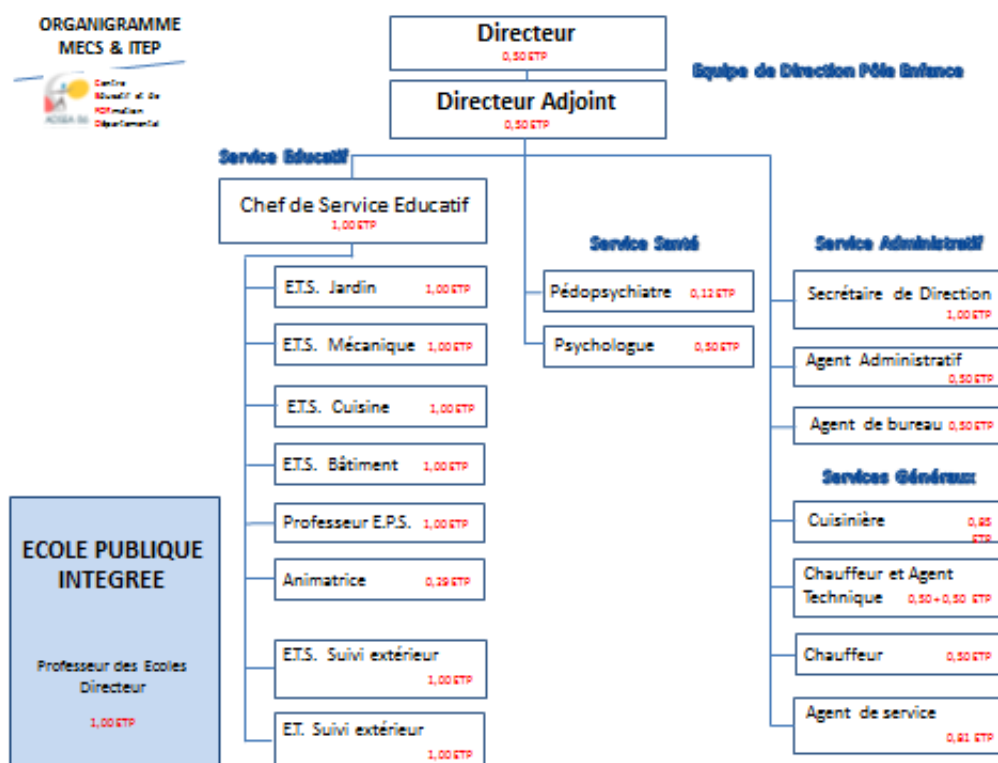 ORGANIGRAMME
MECS & ITEP
Centre
Educatif et de
FORmation
Départemental
Directeur
0,50 ETP
Equipe de Direction Pôle Enfance
Directeur Adjoint
0,50 ETP
Service Educatif
Chef de Service Educatif
1,00 ETP
E.T.S. Jardin 1,00 ETP
E.T.S. Mécanique 1,00 ETP
E.T.S. Cuisine 1,00 ETP
E.T.S. Bâtiment 1,00 ETP
Professeur E.P.S. 1,00 ETP
Animatrice 0,29 ETP
E.T.S. Suivi extérieur
1,00 ETP
E.T. Suivi extérieur
1,00 ETP
Service Santé
Pédopsychiatre 0,12 ETP
Psychologue 0,50 ETP
Service Administratif
Secrétaire de Direction
1,00 ETP
Agent Administratif
0,50 ETP
Agent de bureau 0,50 ETP
Services Généraux
Cuisinière 0,85
ETP
Chauffeur et Agent
Technique 0,50 + 0,50 ETP
Chauffeur 0,50 ETP
Agent de service
0,81 ETP
ECOLE PUBLIQUE
INTEGREE
Professeur des Ecoles
Directeur
1,00 ETP